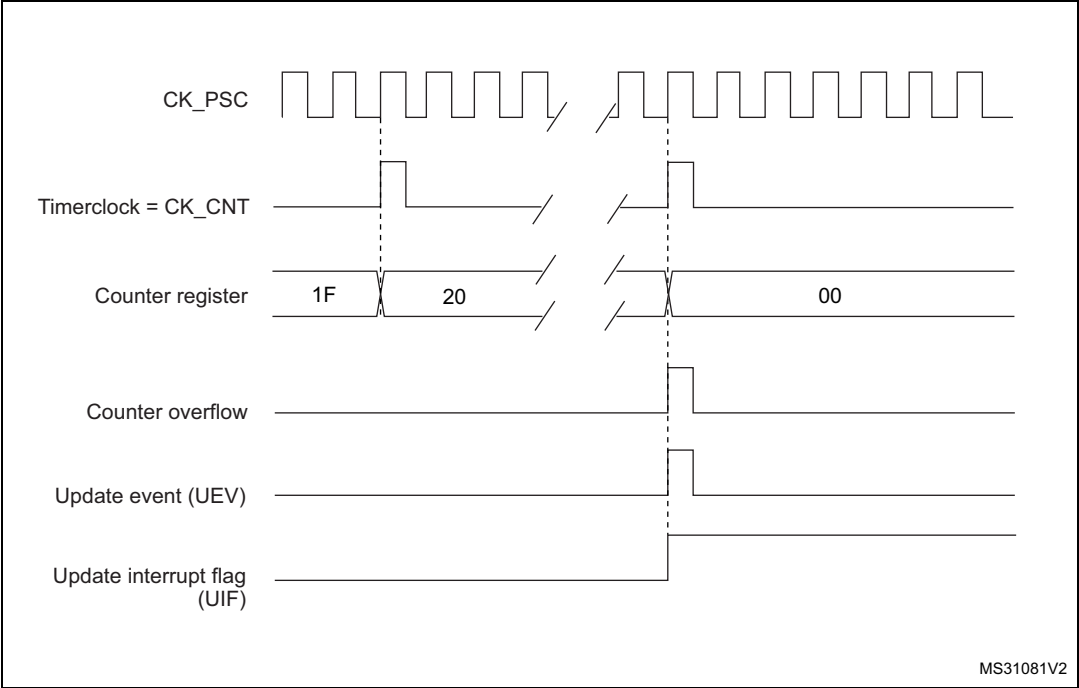 CK_PSC
Timerclock = CK_CNT
Counter register
1F
20
00
Counter overflow
Update event (UEV)
Update interrupt flag
(UIF)
MS31081V2